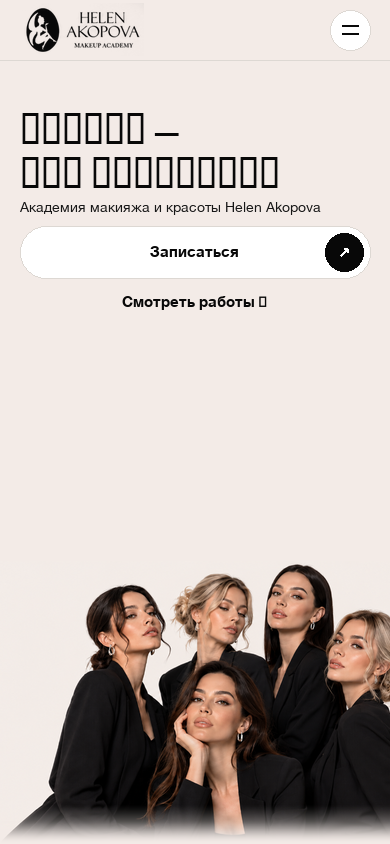 HELEN
AKOPOVA
MAKEUP ACADEMY
Академия макияжа и красоты Helen Akopova
Записаться
Смотреть работы